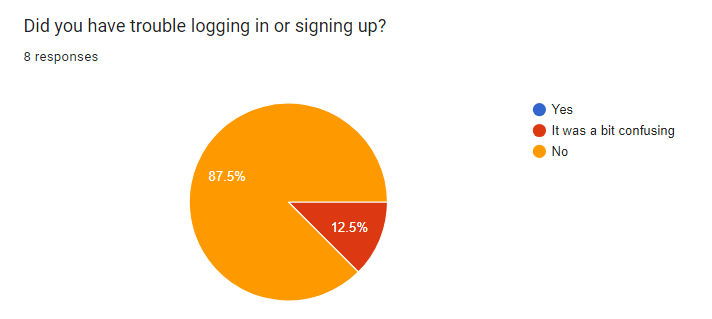 Did you have trouble logging in or signing up?
8 responses
Yes
It was a bit confusing
No
87.5%
12.5%